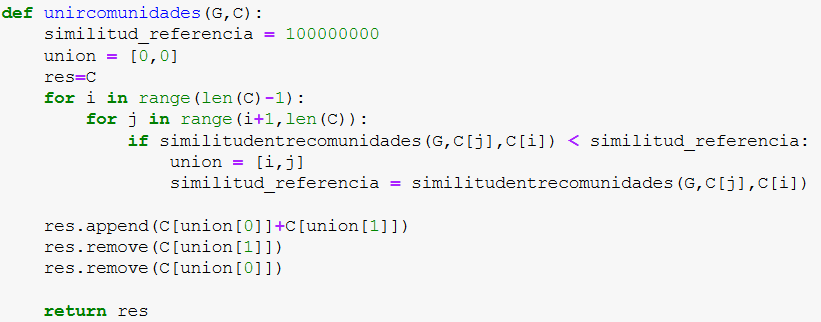 def unircomunidades(G,C):
    similitud_referencia = 100000000
    union = [0,0]
    res=C
    for i in range(len(C)-1):
        for j in range(i+1,len(C)):
            if similitudentrecomunidades(G,C[j],C[i]) < similitud_referencia:
                union = [i,j]
                similitud_referencia = similitudentrecomunidades(G,C[j],C[i])

    res.append(C[union[0]]+C[union[1]])
    res.remove(C[union[1]])
    res.remove(C[union[0]])

    return res